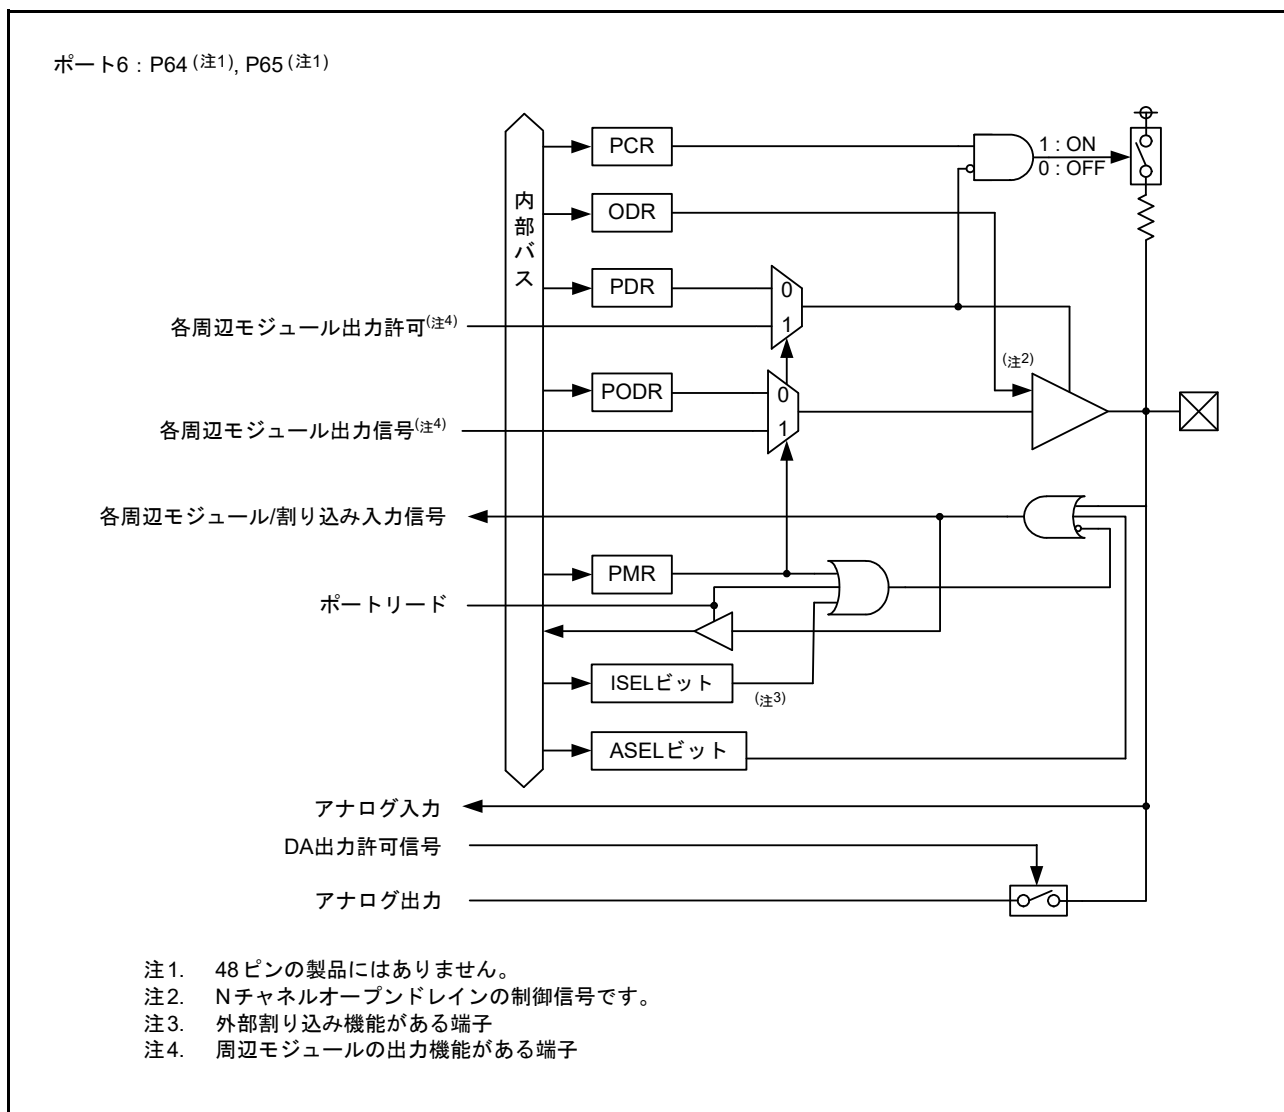 ポート6 : P64 (注1), P65 (注1)
PCR
1 : ON
0 : OFF
内部バス
ODR
PDR
0
1
各周辺モジュール出力許可(注4)
(注2)
PODR
0
1
各周辺モジュール出力信号(注4)
各周辺モジュール/割り込み入力信号
PMR
ポートリード
ISELビット
(注3)
ASELビット
アナログ入力
DA出力許可信号
アナログ出力
注1. 48ピンの製品にはありません。
注2. Nチャネルオープンドレインの制御信号です。
注3. 外部割り込み機能がある端子
注4. 周辺モジュールの出力機能がある端子